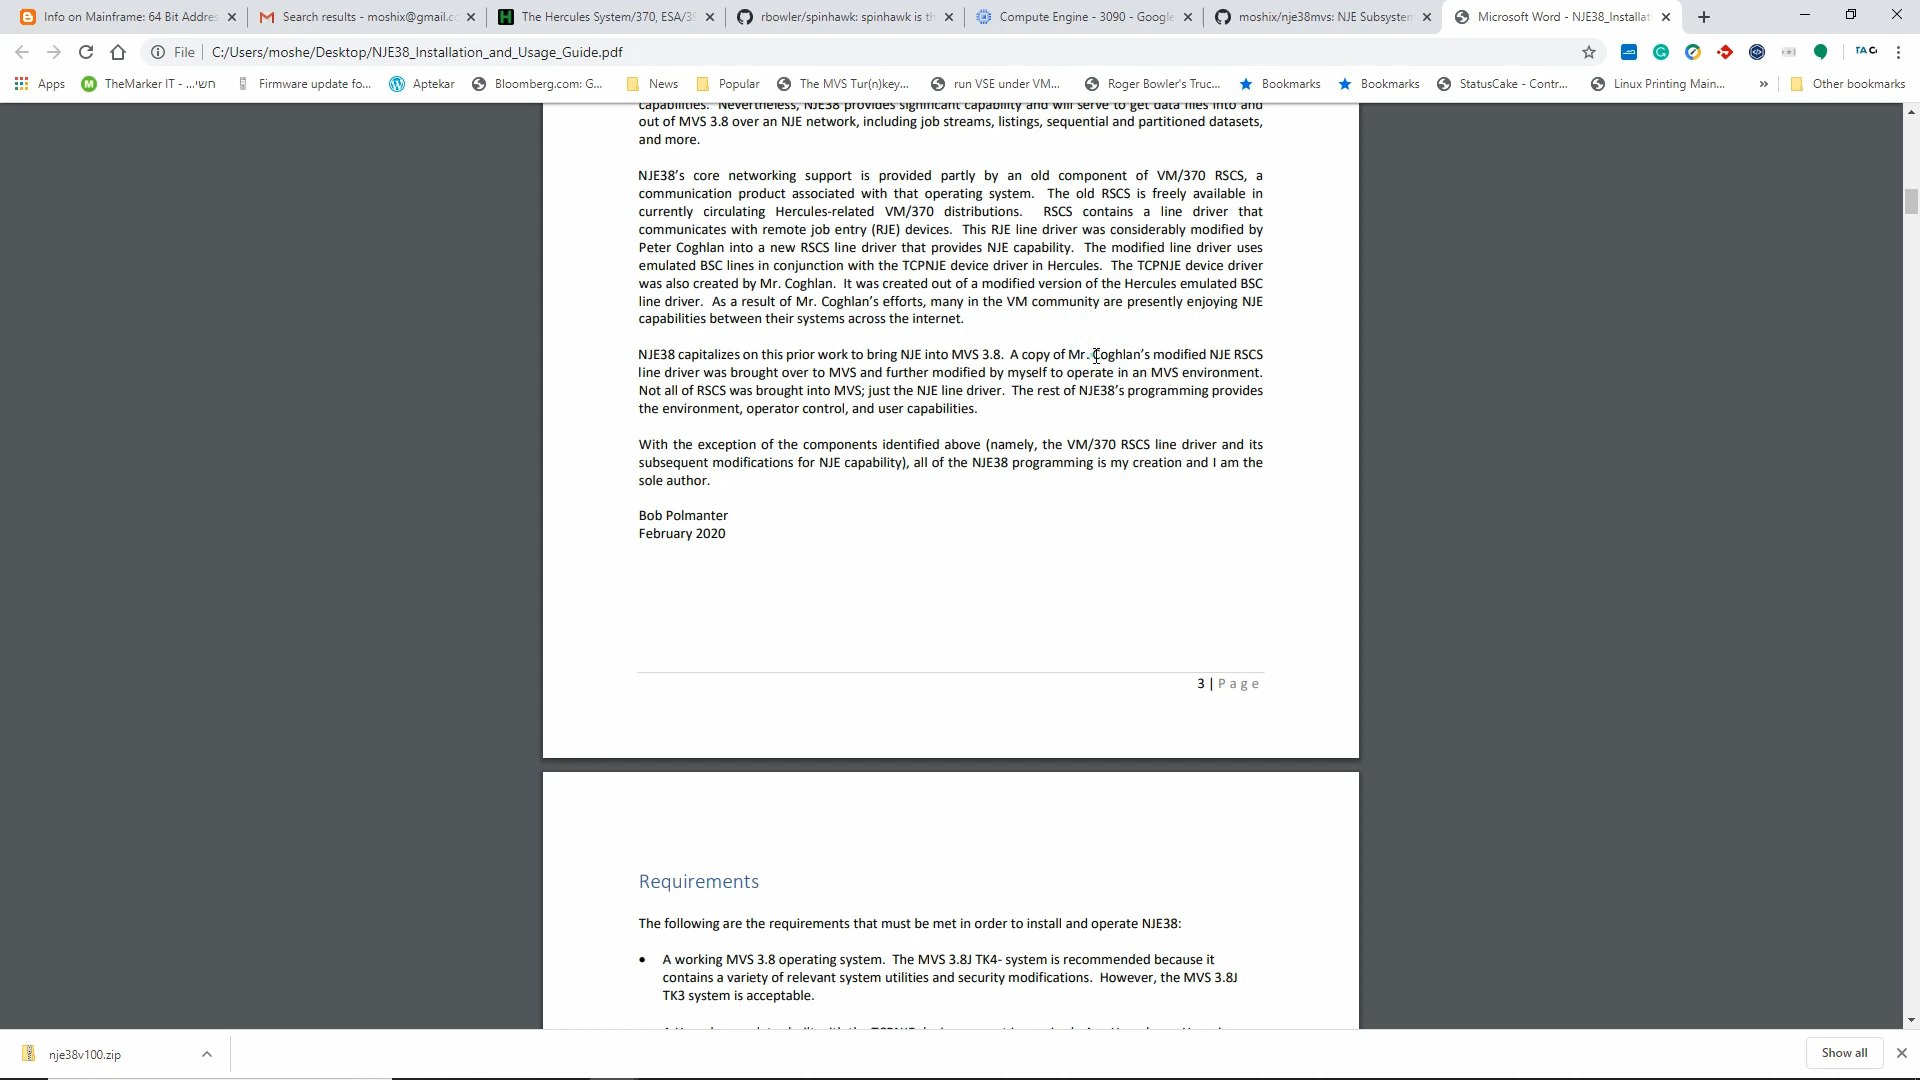 Info on Mainframe: 64 Bit Addre
Search results - moshix@gmail.c
The Hercules System/370, ESA/39
rbowler/spinhawk: spinhawk is th
Compute Engine - 3090 - Google
moshix/nje38mvs: NJE Subsystem
Microsoft Word - NJE38_Installat
File
C:/Users/moshe/Desktop/NJE38_Installation_and_Usage_Guide.pdf
Apps
TheMarker IT - ...חשי
Firmware update fo...
Aptekar
Bloomberg.com: G...
News
Popular
The MVS Tur(n)key...
run VSE under VM...
Roger Bowler's Truc...
Bookmarks
Bookmarks
StatusCake - Contr...
Linux Printing Main...
»
Other bookmarks
capabilities. Nevertheless, NJE38 provides significant capability and will serve to get data files into and
out of MVS 3.8 over an NJE network, including job streams, listings, sequential and partitioned datasets,
and more.
NJE38's core networking support is provided partly by an old component of VM/370 RSCS, a
communication product associated with that operating system. The old RSCS is freely available in
currently circulating Hercules-related VM/370 distributions. RSCS contains a line driver that
communicates with remote job entry (RJE) devices. This RJE line driver was considerably modified by
Peter Coghlan into a new RSCS line driver that provides NJE capability. The modified line driver uses
emulated BSC lines in conjunction with the TCPNJE device driver in Hercules. The TCPNJE device driver
was also created by Mr. Coghlan. It was created out of a modified version of the Hercules emulated BSC
line driver. As a result of Mr. Coghlan's efforts, many in the VM community are presently enjoying NJE
capabilities between their systems across the internet.
NJE38 capitalizes on this prior work to bring NJE into MVS 3.8. A copy of Mr. Coghlan's modified NJE RSCS
line driver was brought over to MVS and further modified by myself to operate in an MVS environment.
Not all of RSCS was brought into MVS; just the NJE line driver. The rest of NJE38's programming provides
the environment, operator control, and user capabilities.
With the exception of the components identified above (namely, the VM/370 RSCS line driver and its
subsequent modifications for NJE capability), all of the NJE38 programming is my creation and I am the
sole author.
Bob Polmanter
February 2020
3 | Page
Requirements
The following are the requirements that must be met in order to install and operate NJE38:
• A working MVS 3.8 operating system. The MVS 3.8J TK4- system is recommended because it
contains a variety of relevant system utilities and security modifications. However, the MVS 3.8J
TK3 system is acceptable.
nje38v100.zip
Show all